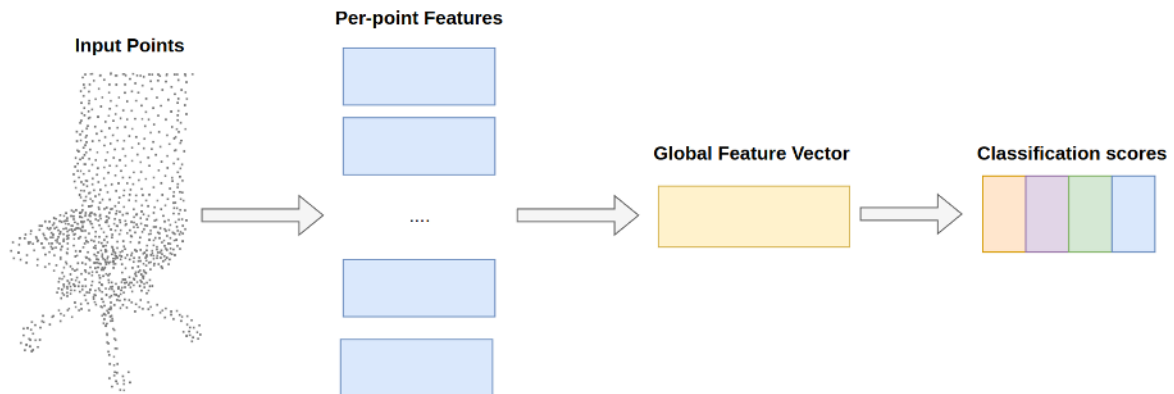 Input Points
Per-point Features
....
Global Feature Vector
Classification scores